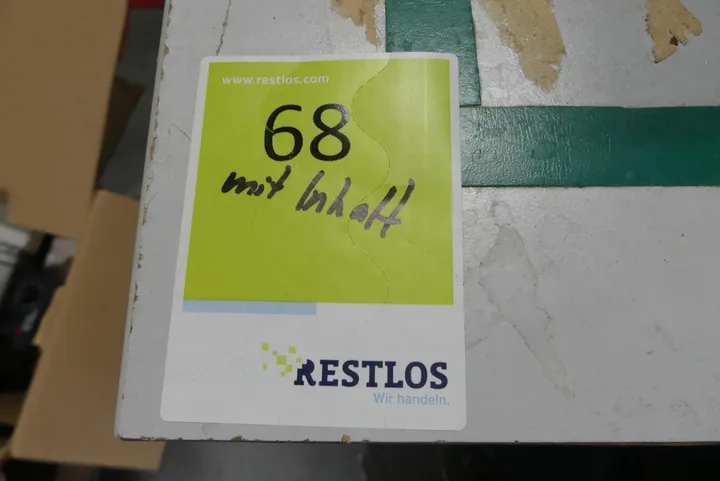 www.restlos.com
68
mit Inhalt
RESTLOS
Wir handeln.